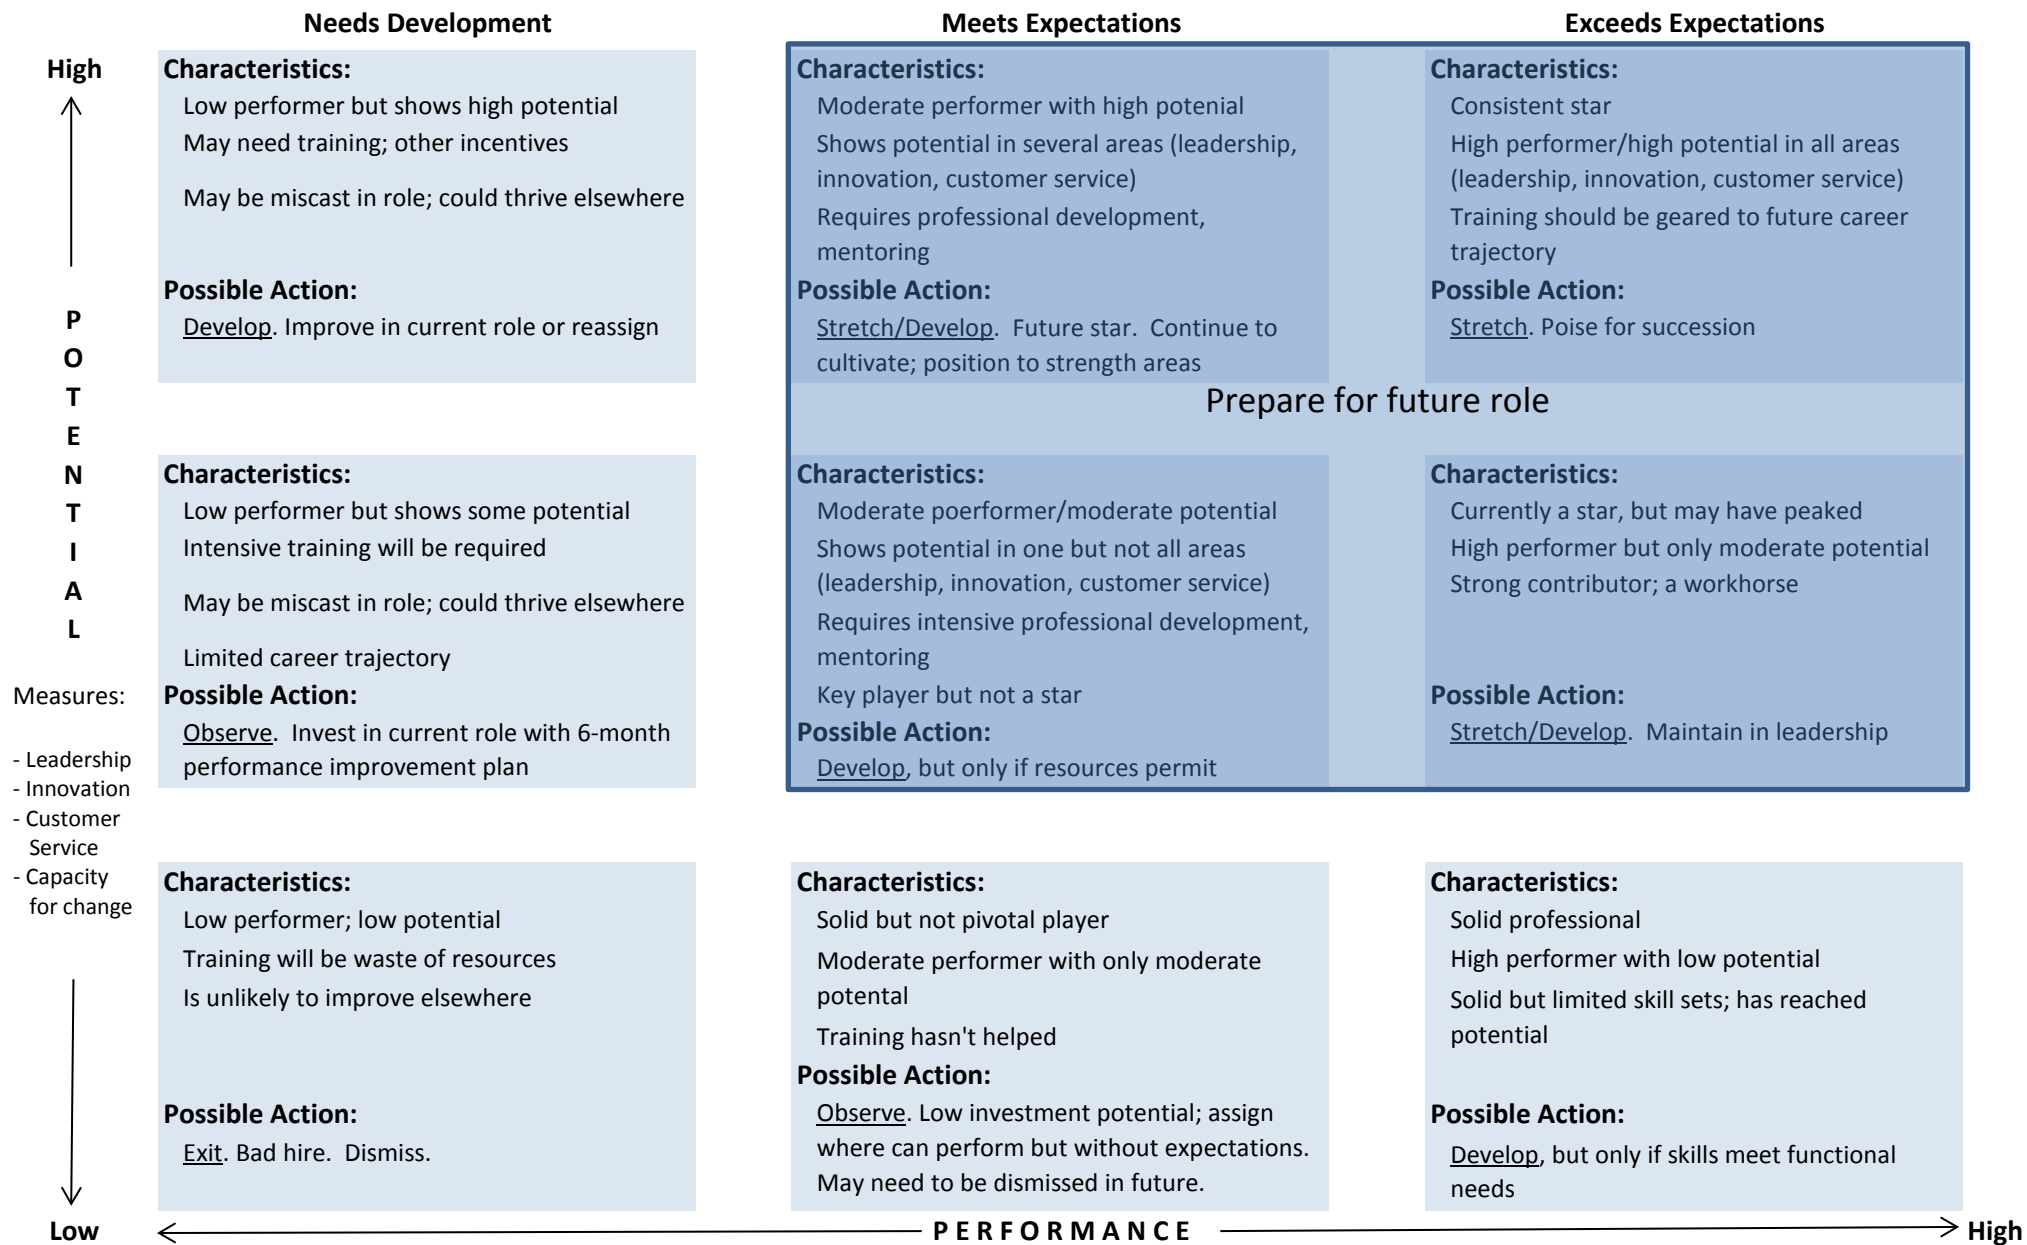 Needs Development
Meets Expectations
Exceeds Expectations
High
Characteristics:
Low performer but shows high potential
May need training; other incentives
May be miscast in role; could thrive elsewhere
Possible Action:
Develop. Improve in current role or reassign
Characteristics:
Moderate performer with high potenial
Shows potential in several areas (leadership,
innovation, customer service)
Requires professional development,
mentoring
Possible Action:
Stretch/Develop.  Future star.  Continue to
cultivate; position to strength areas
Characteristics:
Consistent star
High performer/high potential in all areas
(leadership, innovation, customer service)
Training should be geared to future career
trajectory
Possible Action:
Stretch. Poise for succession
Prepare for future role
P
O
T
E
N
T
I
A
L
Characteristics:
Low performer but shows some potential
Intensive training will be required
May be miscast in role; could thrive elsewhere
Limited career trajectory
Possible Action:
Observe.  Invest in current role with 6-month
performance improvement plan
Characteristics:
Moderate poerformer/moderate potential
Shows potential in one but not all areas
(leadership, innovation, customer service)
Requires intensive professional development,
mentoring
Key player but not a star
Possible Action:
Develop, but only if resources permit
Characteristics:
Currently a star, but may have peaked
High performer but only moderate potential
Strong contributor; a workhorse
Possible Action:
Stretch/Develop.  Maintain in leadership
Measures:
- Leadership
- Innovation
- Customer
Service
- Capacity
for change
Characteristics:
Low performer; low potential
Training will be waste of resources
Is unlikely to improve elsewhere
Possible Action:
Exit. Bad hire.  Dismiss.
Characteristics:
Solid but not pivotal player
Moderate performer with only moderate
potental
Training hasn't helped
Possible Action:
Observe. Low investment potential; assign
where can perform but without expectations.
May need to be dismissed in future.
Characteristics:
Solid professional
High performer with low potential
Solid but limited skill sets; has reached
potential
Possible Action:
Develop, but only if skills meet functional
needs
Low
PERFORMANCE
High